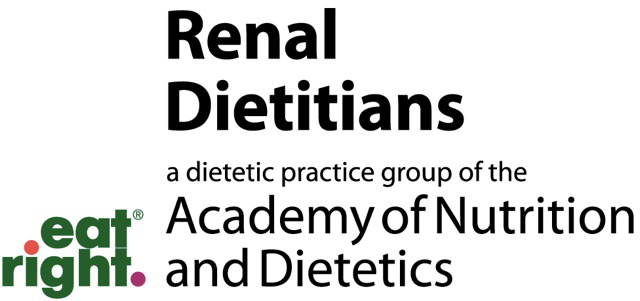 Renal
Dietitians
a dietetic practice group of the
Academy of Nutrition
and Dietetics
eat®
right.